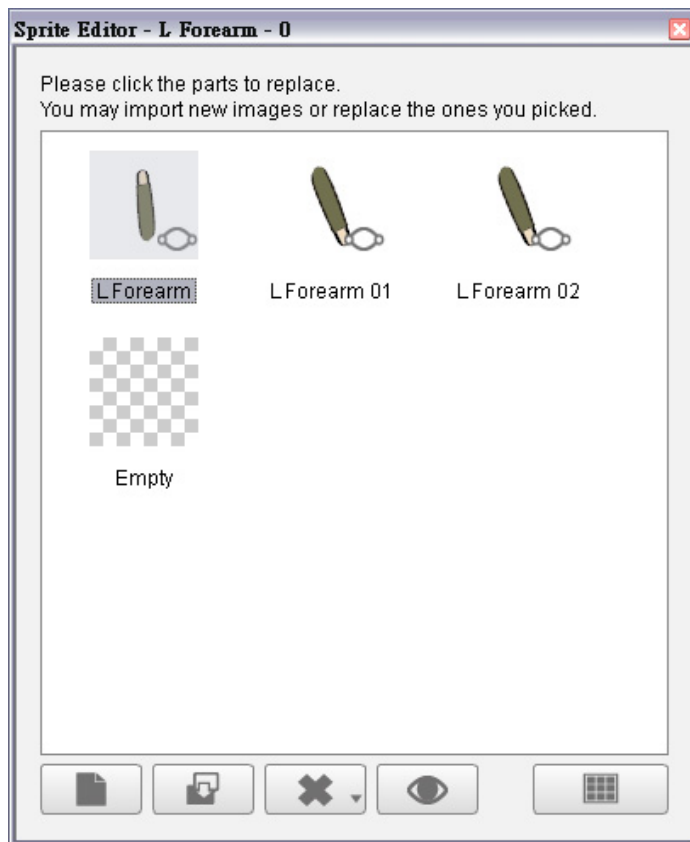 Sprite Editor - L Forearm - 0
Please click the parts to replace.
You may import new images or replace the ones you picked.
L Forearm
L Forearm 01
L Forearm 02
Empty